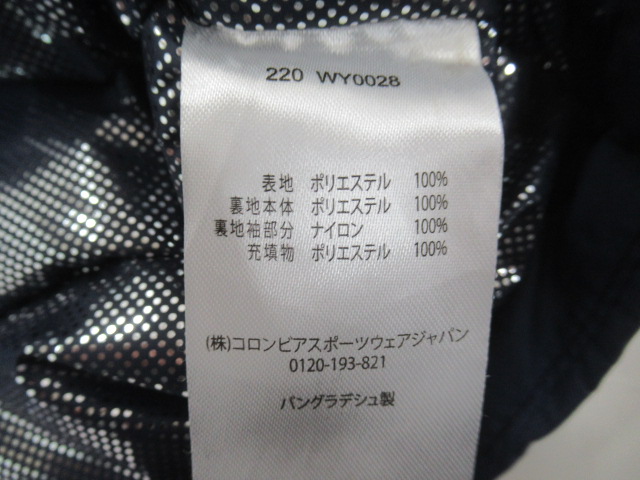 220 WY0028
表地 ポリエステル 100%
裏地本体 ポリエステル 100%
裏地袖部分 ナイロン 100%
充填物 ポリエステル 100%
(株)コロンビアスポーツウェアジャパン
0120-193-821
バングラデシュ製